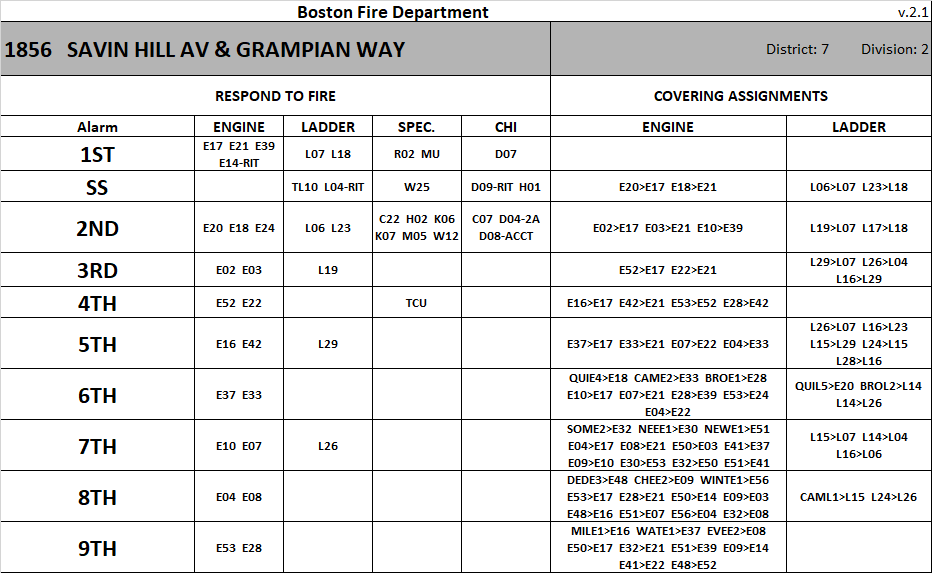 Boston Fire Department v.2.1
1856 SAVIN HILL AV & GRAMPIAN WAY District: 7 Division: 2
RESPOND TO FIRE COVERING ASSIGNMENTS
Alarm ENGINE LADDER SPEC. CHI ENGINE LADDER
1ST E17 E21 E39 L07 L18 R02 MU D07
E14-RIT
SS TL10 L04-RIT W25 D09-RIT H01 E20>E17 E18>E21 L06>L07 L23>L18
2ND E20 E18 E24 L06 L23 C22 H02 K06 C07 D04-2A E02>E17 E03>E21 E10>E39 L19>L07 L17>L18
K07 M05 W12 D08-ACCT
3RD E02 E03 L19 E52>E17 E22>E21 L29>L07 L26>L04
L16>L29
4TH E52 E22 TCU E16>E17 E42>E21 E53>E52 E28>E42
5TH E16 E42 L29 E37>E17 E33>E21 E07>E22 E04>E33 L26>L07 L16>L23
L15>L29 L24>L15
L28>L16
6TH E37 E33 QUIE4>E18 CAME2>E33 BROE1>E28 QUIL5>E20 BROL2>L14
E10>E17 E07>E21 E28>E39 E53>E24 L14>L26
E04>E22
7TH E10 E07 L26 SOME2>E32 NEEE1>E30 NEWE1>E51 L15>L07 L14>L04
E04>E17 E08>E21 E50>E03 E41>E37 L16>L06
E09>E10 E30>E53 E32>E50 E51>E41
8TH E04 E08 DEDE3>E48 CHEE2>E09 WINTE1>E56 CAML1>L15 L24>L26
E53>E17 E28>E21 E50>E14 E09>E03
E48>E16 E51>E07 E56>E04 E32>E08
9TH E53 E28 MILE1>E16 WATE1>E37 EVEE2>E08
E50>E17 E32>E21 E51>E39 E09>E14
E41>E22 E48>E52